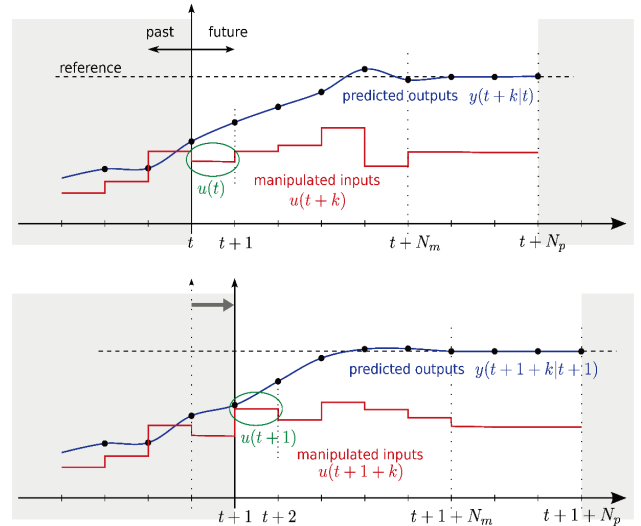 past future
reference
predicted outputs y(t+k|t)
u(t)
manipulated inputs
u(t+k)
t t+1 t+N_m t+N_p
predicted outputs y(t+1+k|t+1)
u(t+1)
manipulated inputs
u(t+1+k)
t+1 t+2 t+1+N_m t+1+N_p